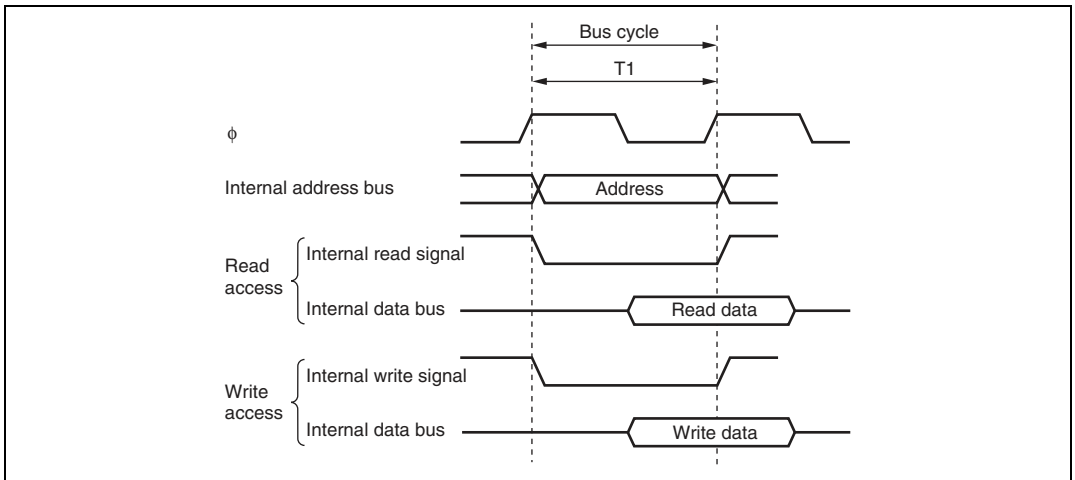 Bus cycle
T1
ϕ
Internal address bus
Address
Read
access
Internal read signal
Internal data bus
Read data
Write
access
Internal write signal
Internal data bus
Write data